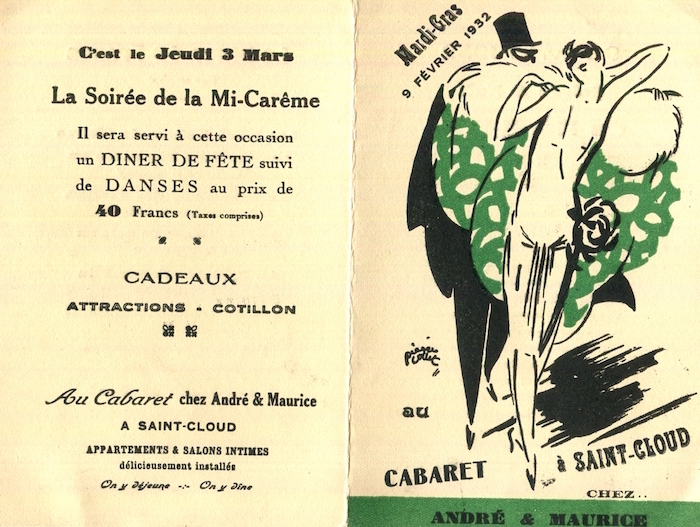 C'est le Jeudi 3 Mars
La Soirée de la Mi-Carême
Il sera servi à cette occasion
un DINER DE FÊTE suivi
de DANSES au prix de
40 Francs (Taxes comprises)
CADEAUX
ATTRACTIONS - COTILLON
Au Cabaret chez André & Maurice
A SAINT-CLOUD
APPARTEMENTS & SALONS INTIMES
délicieusement installés
On y déjeune -:- On y dîne
Mardi-Gras
9 FÉVRIER 1932
au
CABARET
à SAINT-CLOUD
CHEZ..
ANDRÉ & MAURICE